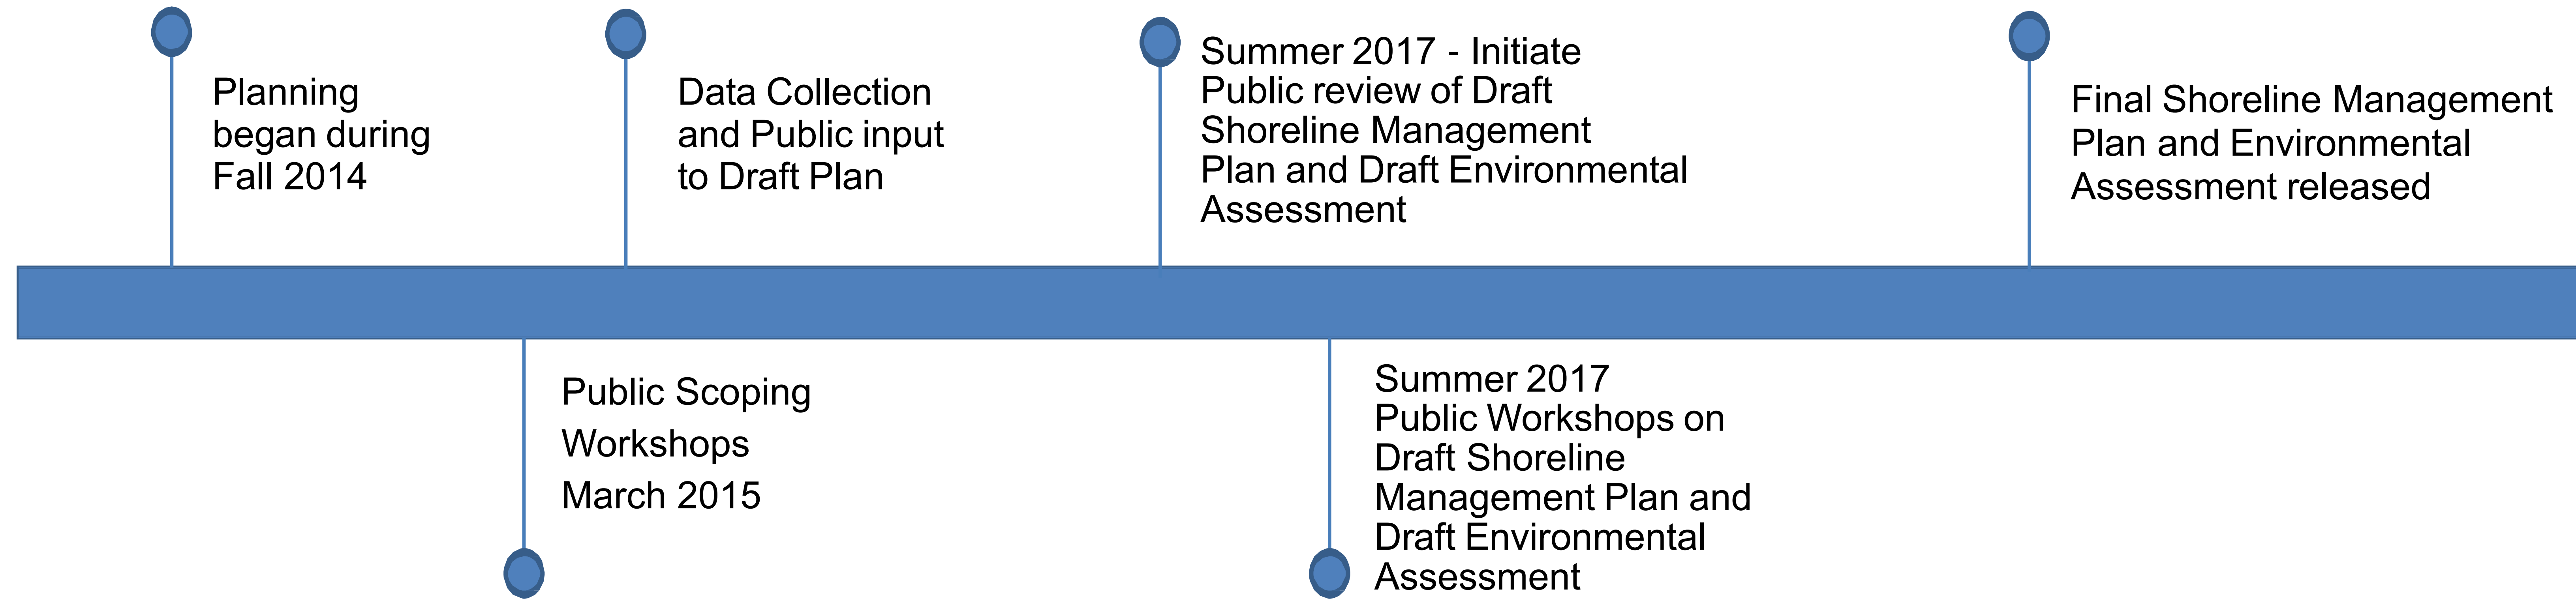 Planning
began during
Fall 2014
Data Collection
and Public input
to Draft Plan
Summer 2017 - Initiate
Public review of Draft
Shoreline Management
Plan and Draft Environmental
Assessment
Final Shoreline Management
Plan and Environmental
Assessment released
Public Scoping
Workshops
March 2015
Summer 2017
Public Workshops on
Draft Shoreline
Management Plan and
Draft Environmental
Assessment